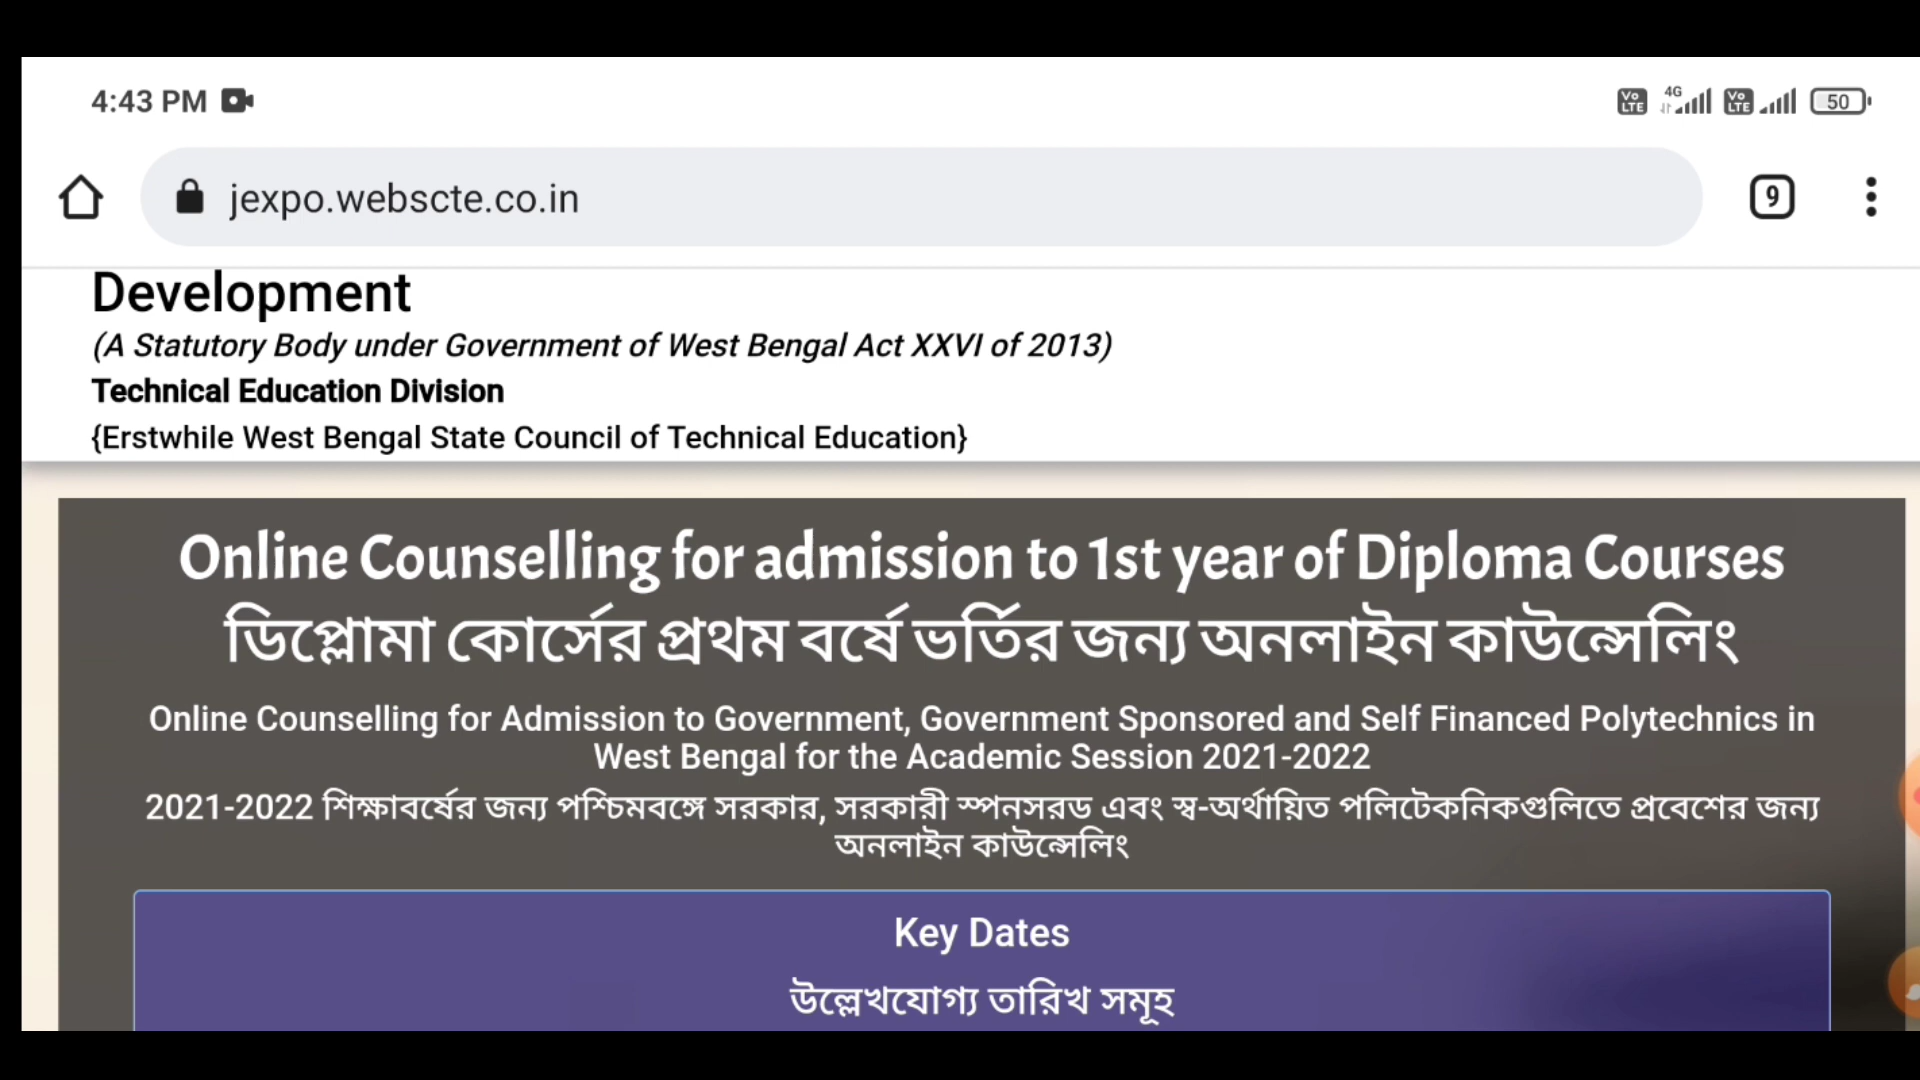 4:43 PM
Vo LTE 4G Vo LTE 50
jexpo.webscte.co.in
9
Development
(A Statutory Body under Government of West Bengal Act XXVI of 2013)
Technical Education Division
{Erstwhile West Bengal State Council of Technical Education}
Online Counselling for admission to 1st year of Diploma Courses
ডিপ্লোমা কোর্সের প্রথম বর্ষে ভর্তির জন্য অনলাইন কাউন্সেলিং
Online Counselling for Admission to Government, Government Sponsored and Self Financed Polytechnics in
West Bengal for the Academic Session 2021-2022
2021-2022 শিক্ষাবর্ষের জন্য পশ্চিমবঙ্গে সরকার, সরকারী স্পনসরড এবং স্ব-অর্থায়িত পলিটেকনিকগুলিতে প্রবেশের জন্য
অনলাইন কাউন্সেলিং
Key Dates
উল্লেখযোগ্য তারিখ সমূহ